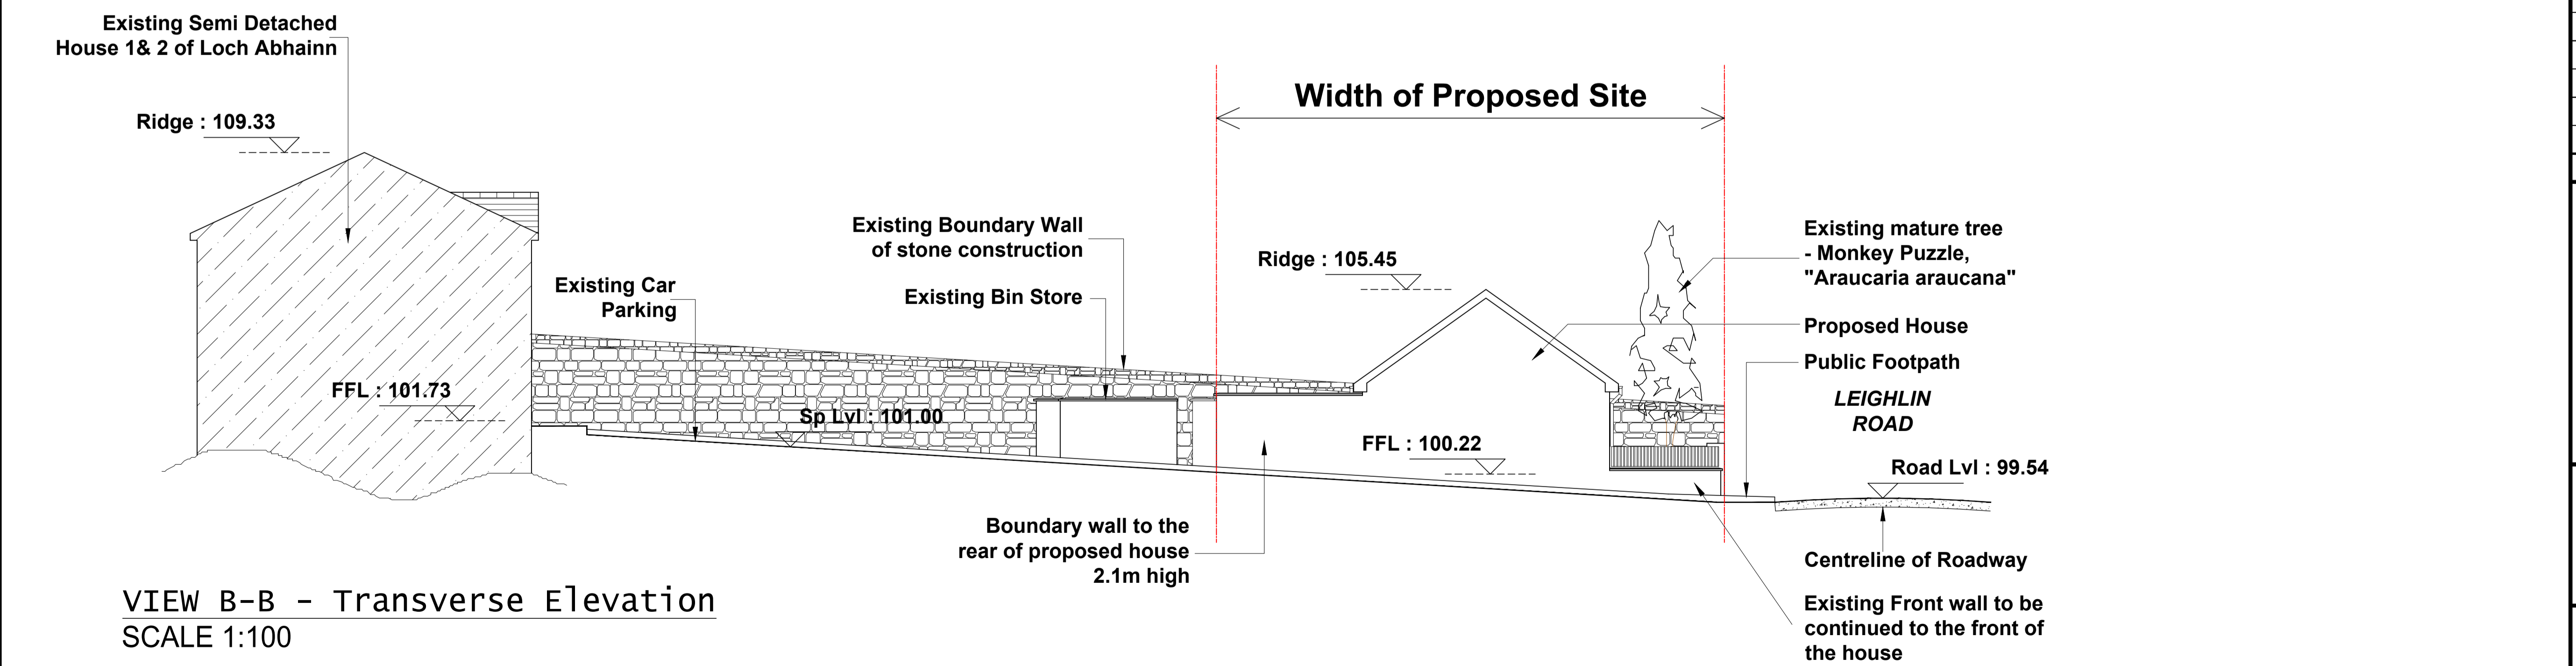 Existing Semi Detached
House 1& 2 of Loch Abhainn
Ridge : 109.33
FFL : 101.73
Existing Car
Parking
Sp Lvl : 101.00
Existing Boundary Wall
of stone construction
Existing Bin Store
Width of Proposed Site
Ridge : 105.45
FFL : 100.22
Boundary wall to the
rear of proposed house
2.1m high
Existing mature tree
- Monkey Puzzle,
"Araucaria araucana"
Proposed House
Public Footpath
LEIGHLIN
ROAD
Road Lvl : 99.54
Centreline of Roadway
Existing Front wall to be
continued to the front of
the house
VIEW B-B - Transverse Elevation
SCALE 1:100